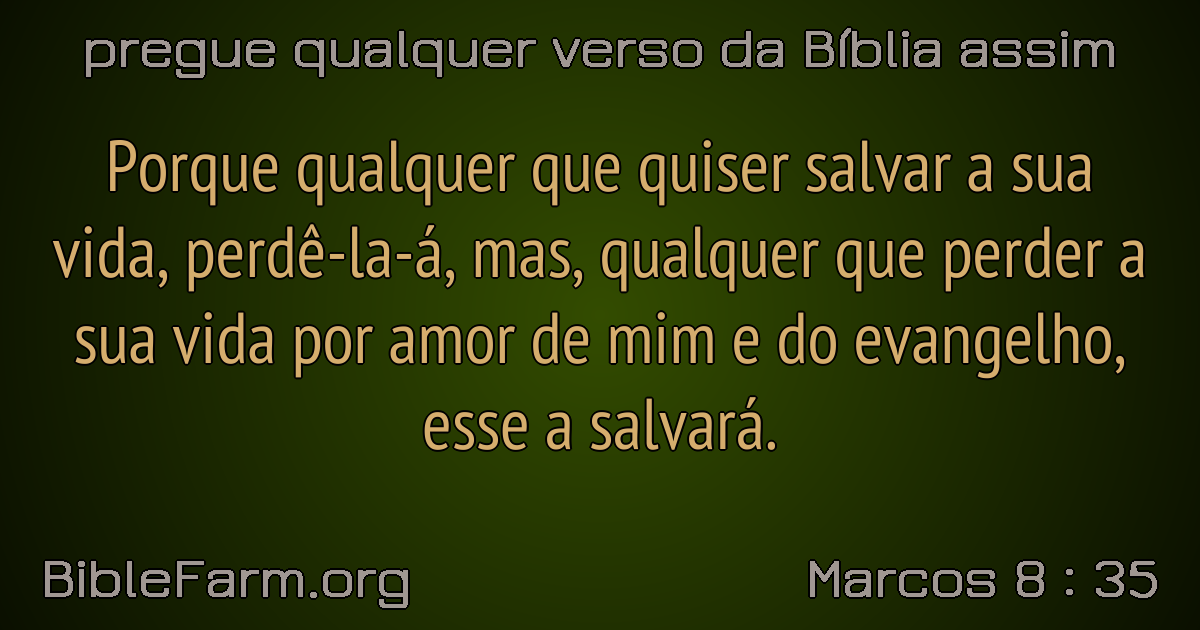 pregue qualquer verso da Bíblia assim
Porque qualquer que quiser salvar a sua
vida, perdê-la-á, mas, qualquer que perder a
sua vida por amor de mim e do evangelho,
esse a salvará.
BibleFarm.org
Marcos 8 : 35